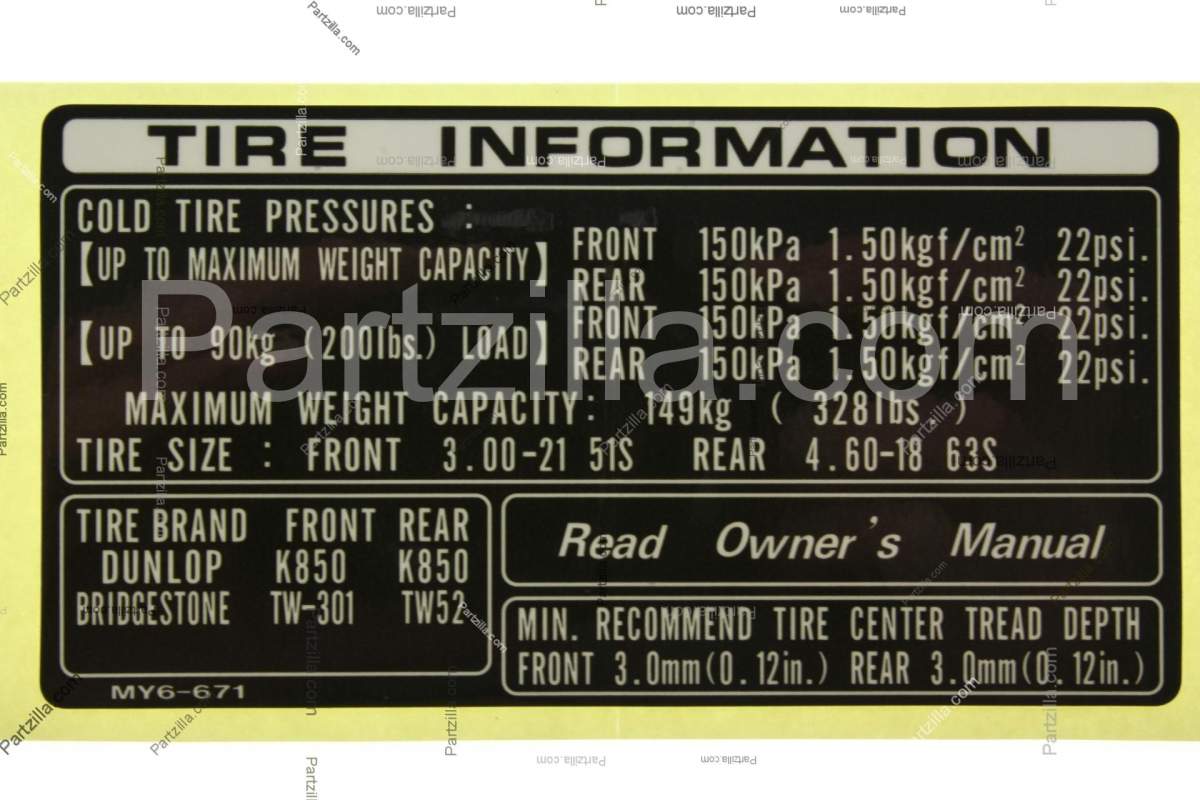 TIRE INFORMATION
COLD TIRE PRESSURES :
【UP TO MAXIMUM WEIGHT CAPACITY】 FRONT 150kPa 1.50kgf/cm² 22psi.
REAR 150kPa 1.50kgf/cm² 22psi.
【UP TO 90kg (200lbs.) LOAD】 FRONT 150kPa 1.50kgf/cm² 22psi.
REAR 150kPa 1.50kgf/cm² 22psi.
MAXIMUM WEIGHT CAPACITY: 149kg ( 328lbs.)
TIRE SIZE : FRONT 3.00-21 51S REAR 4.60-18 63S
TIRE BRAND FRONT REAR
DUNLOP K850 K850
BRIDGESTONE TW-301 TW52
MY6-671
Read Owner's Manual
MIN. RECOMMEND TIRE CENTER TREAD DEPTH
FRONT 3.0mm(0.12in.) REAR 3.0mm(0.12in.)
Partzilla.com